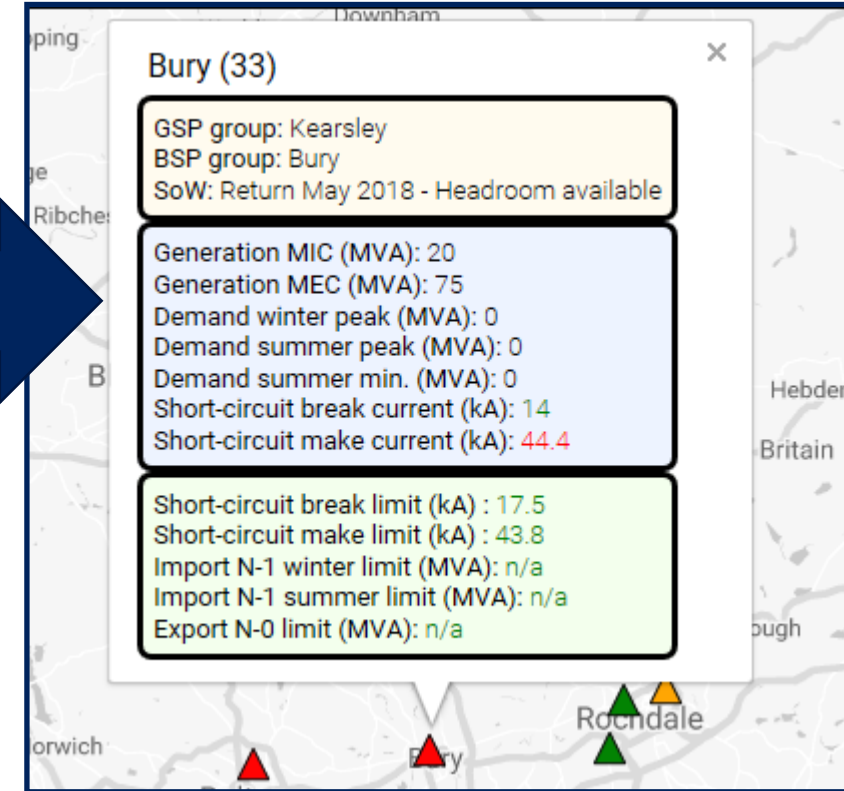 Downham
pping
Bury (33)
×
GSP group: Kearsley
BSP group: Bury
SoW: Return May 2018 - Headroom available
Ribche
Generation MIC (MVA): 20
Generation MEC (MVA): 75
Demand winter peak (MVA): 0
Demand summer peak (MVA): 0
Demand summer min. (MVA): 0
Short-circuit break current (kA): 14
Short-circuit make current (kA): 44.4
B
Hebden
Britain
Short-circuit break limit (kA) : 17.5
Short-circuit make limit (kA) : 43.8
Import N-1 winter limit (MVA): n/a
Import N-1 summer limit (MVA): n/a
Export N-0 limit (MVA): n/a
ough
Rochdale
orwich
Bury